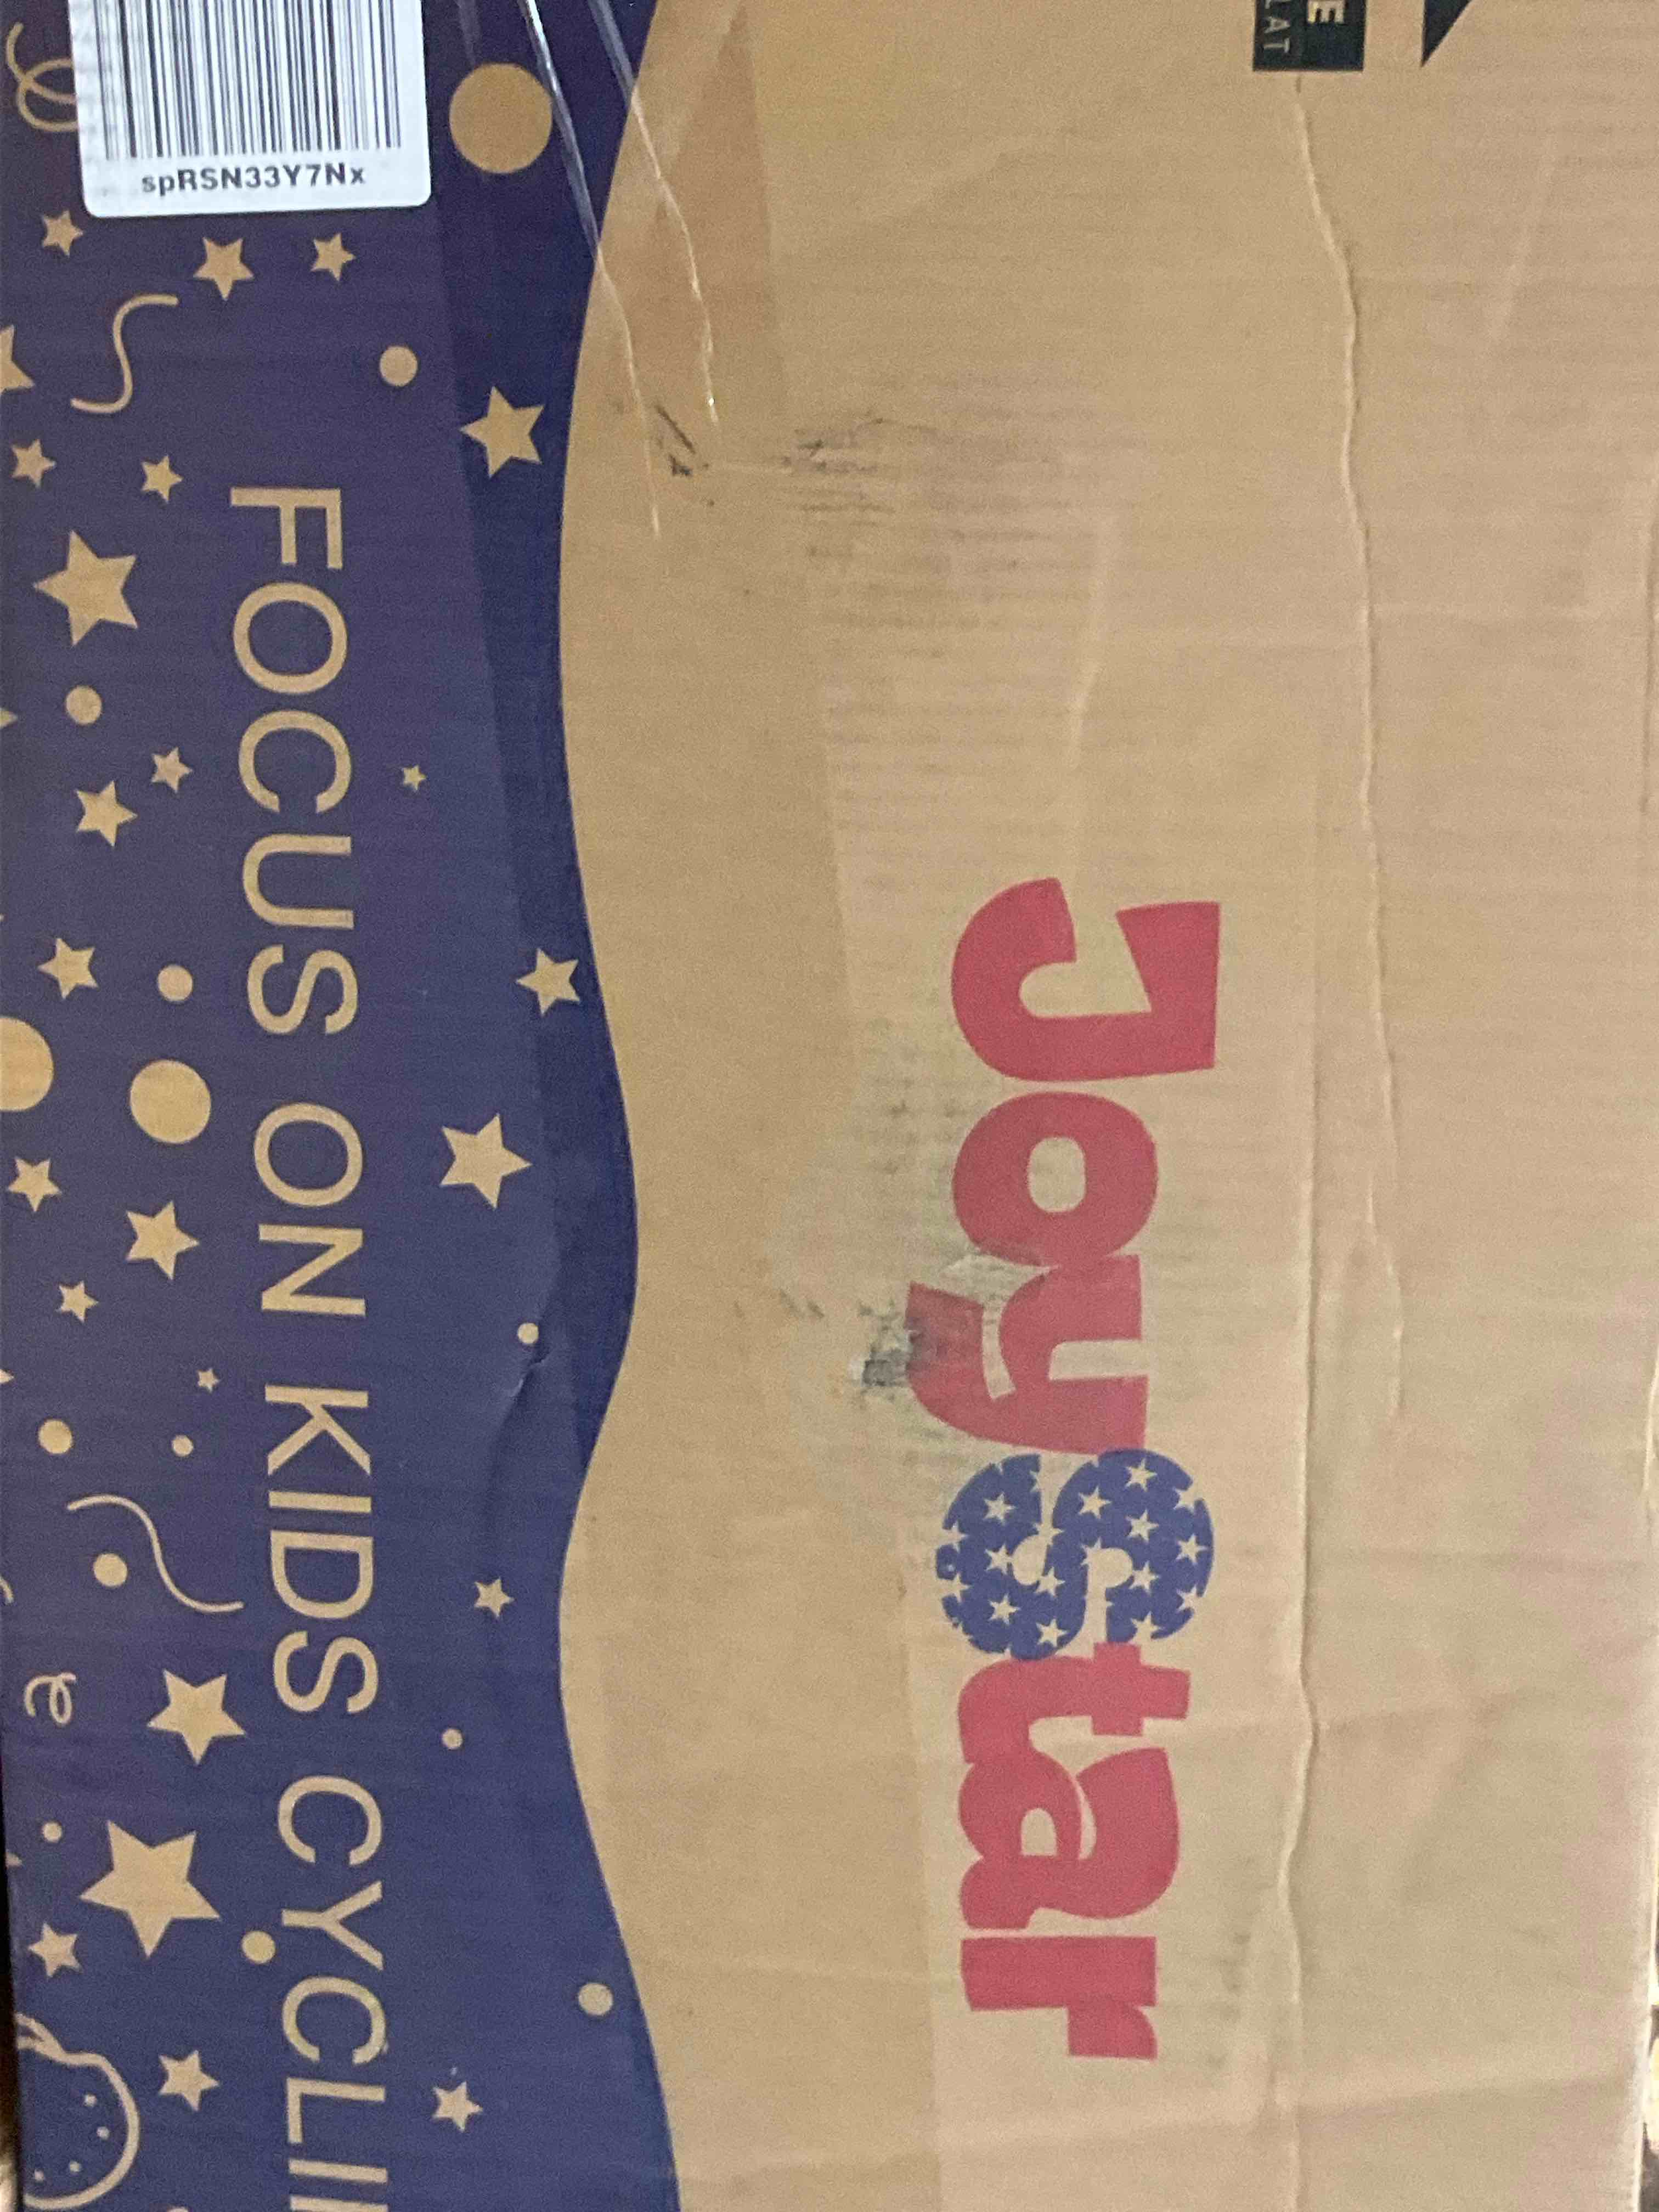 JoyStar
FOCUS ON KIDS CYCLI
spRSN33Y7Nx